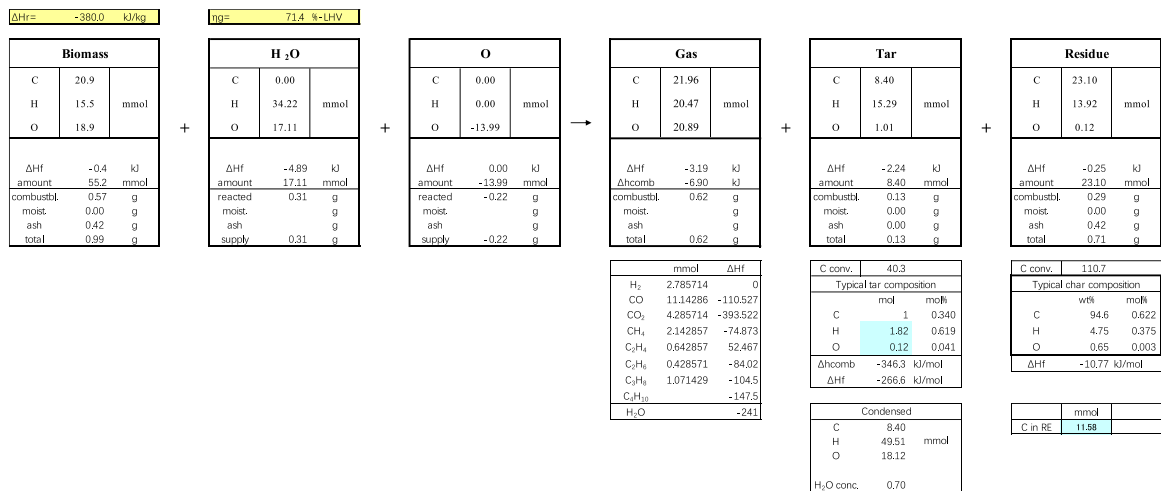 ΔHr= -380.0 kJ/kg ηg= 71.4 %-LHV
Biomass H ₂O O Gas Tar Residue
C 20.9 C 0.00 C 0.00 C 21.96 C 8.40 C 23.10
H 15.5 mmol H 34.22 mmol H 0.00 mmol H 20.47 mmol H 15.29 mmol H 13.92 mmol
O 18.9 + O 17.11 + O -13.99 → O 20.89 + O 1.01 + O 0.12
ΔHf -0.4 kJ ΔHf -4.89 kJ ΔHf 0.00 kJ ΔHf -3.19 kJ ΔHf -2.24 kJ ΔHf -0.25 kJ
amount 55.2 mmol amount 17.11 mmol amount -13.99 mmol Δhcomb -6.90 kJ amount 8.40 mmol amount 23.10 mmol
combustbl. 0.57 g reacted 0.31 g reacted -0.22 g combustbl. 0.62 g combustbl. 0.13 g combustbl. 0.29 g
moist. 0.00 g moist. g moist. g moist. g moist. 0.00 g moist. 0.00 g
ash 0.42 g ash g ash g ash g ash 0.00 g ash 0.42 g
total 0.99 g supply 0.31 g supply -0.22 g total 0.62 g total 0.13 g total 0.71 g
mmol ΔHf C conv. 40.3 C conv. 110.7
H₂ 2.785714 0 Typical tar composition Typical char composition
CO 11.14286 -110.527 mol mol% wt% mol%
CO₂ 4.285714 -393.522 C 1 0.340 C 94.6 0.622
CH₄ 2.142857 -74.873 H 1.82 0.619 H 4.75 0.375
C₂H₄ 0.642857 52.467 O 0.12 0.041 O 0.65 0.003
C₂H₆ 0.428571 -84.02 Δhcomb -346.3 kJ/mol ΔHf -10.77 kJ/mol
C₃H₈ 1.071429 -104.5 ΔHf -266.6 kJ/mol
C₄H₁₀ -147.5
H₂O -241 Condensed mmol
C 8.40 C in RE 11.58
H 49.51 mmol
O 18.12
H₂O conc. 0.70